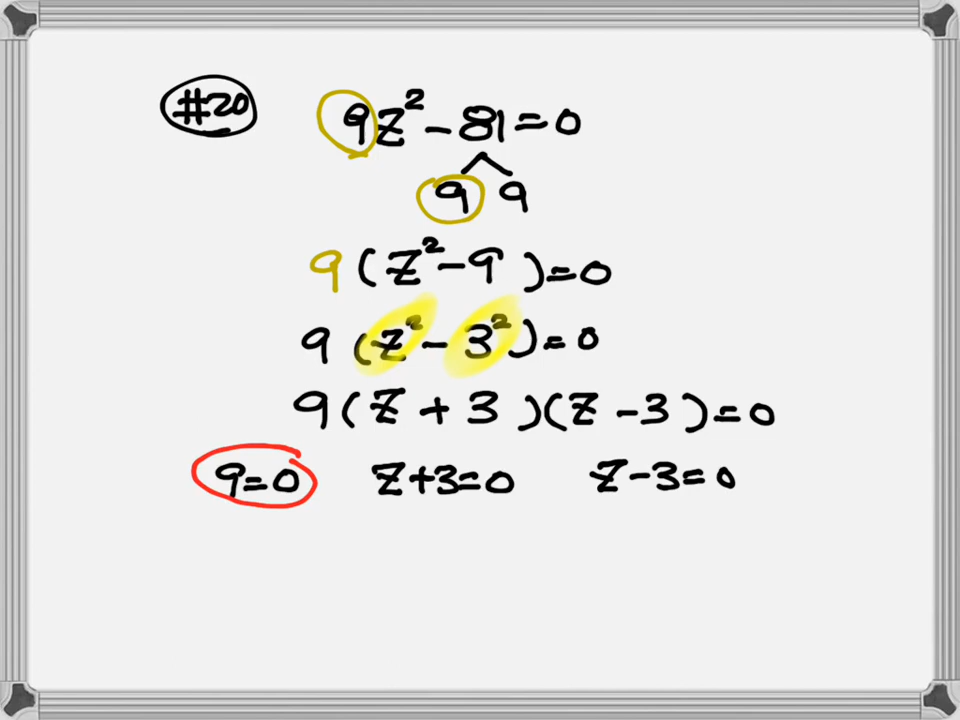 #20 9z² - 81 = 0
9 9
9 (z² - 9) = 0
9 (z² - 3²) = 0
9 (z + 3)(z - 3) = 0
9 = 0 z + 3 = 0 z - 3 = 0